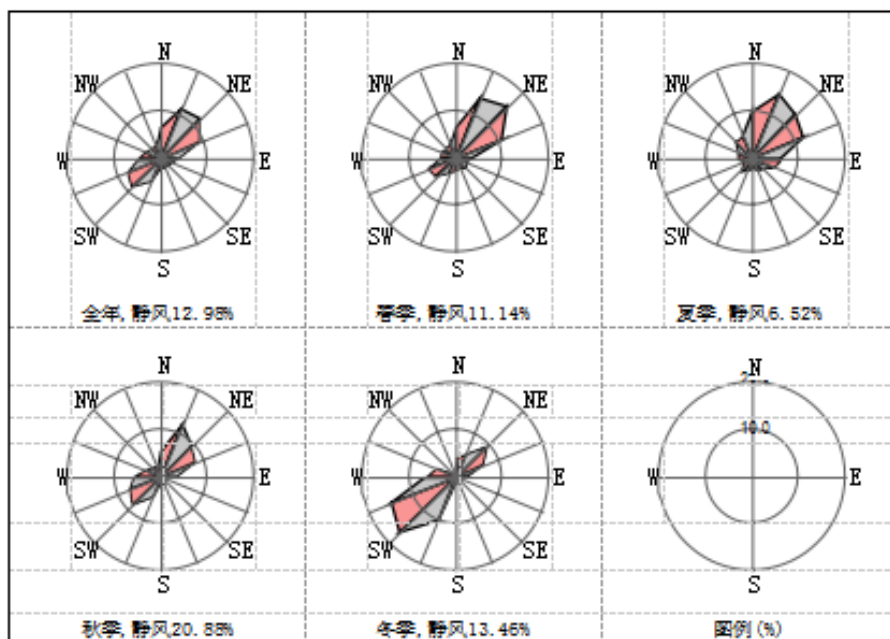 N
NW NE
W E
SW SE
S
全年,静风12.98%
N
NW NE
W E
SW SE
S
春季,静风11.14%
N
NW NE
W E
SW SE
S
夏季,静风6.52%
N
NW NE
W E
SW SE
S
秋季,静风20.88%
N
NW NE
W E
SW SE
S
冬季,静风13.46%
N
10.0
W E
S
图例(%)